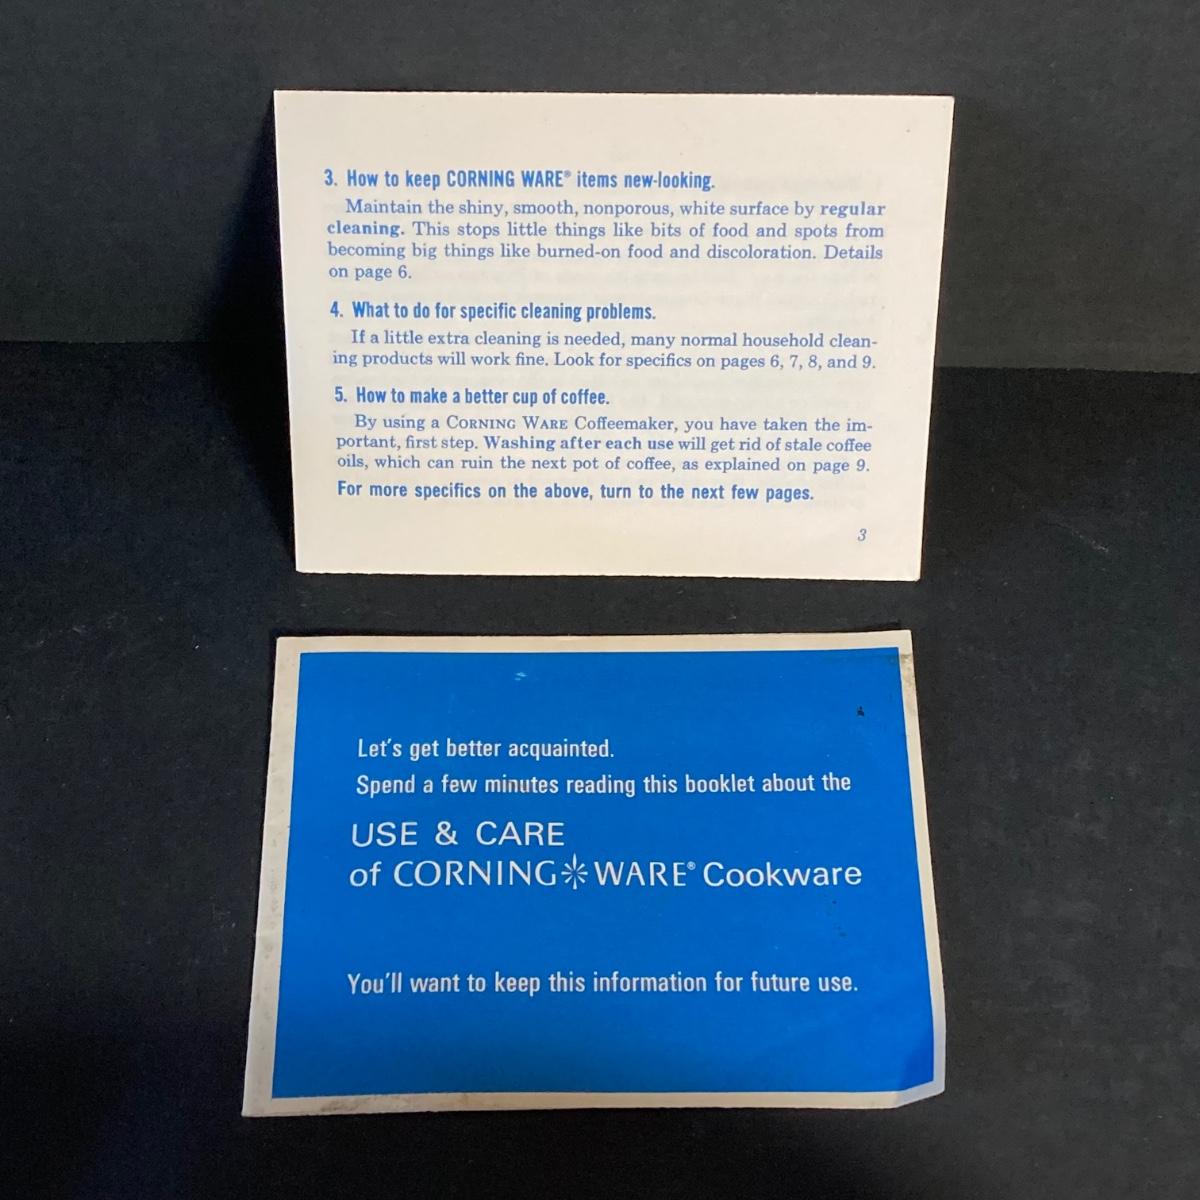 3. How to keep CORNING WARE® items new-looking.
Maintain the shiny, smooth, nonporous, white surface by regular
cleaning. This stops little things like bits of food and spots from
becoming big things like burned-on food and discoloration. Details
on page 6.
4. What to do for specific cleaning problems.
If a little extra cleaning is needed, many normal household clean-
ing products will work fine. Look for specifics on pages 6, 7, 8, and 9.
5. How to make a better cup of coffee.
By using a CORNING WARE Coffeemaker, you have taken the im-
portant, first step. Washing after each use will get rid of stale coffee
oils, which can ruin the next pot of coffee, as explained on page 9.
For more specifics on the above, turn to the next few pages.
3
Let's get better acquainted.
Spend a few minutes reading this booklet about the
USE & CARE
of CORNING WARE® Cookware
You'll want to keep this information for future use.